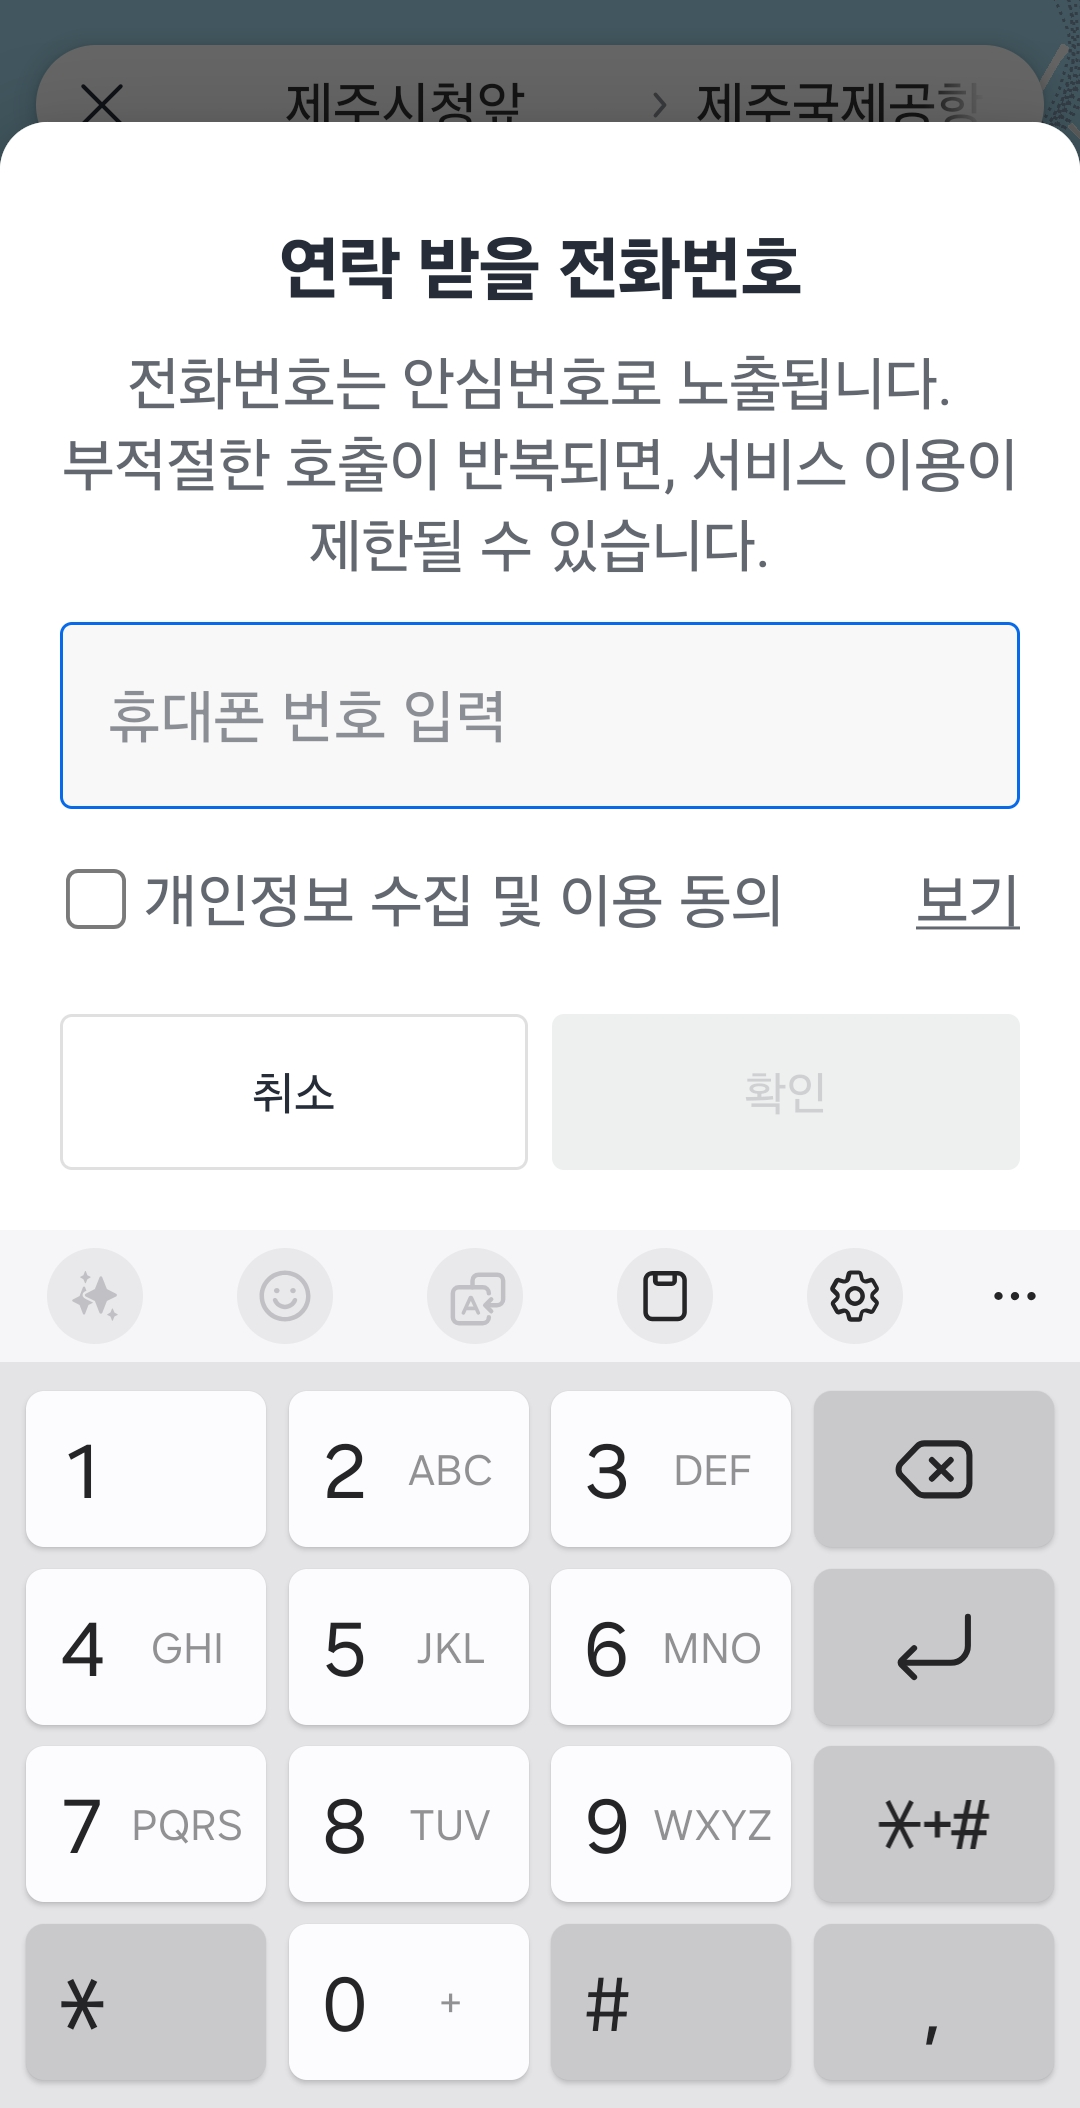 제주시청앞 > 제주국제공항
연락 받을 전화번호
전화번호는 안심번호로 노출됩니다.
부적절한 호출이 반복되면, 서비스 이용이
제한될 수 있습니다.
휴대폰 번호 입력
개인정보 수집 및 이용 동의 보기
취소 확인
1 2 ABC 3 DEF
4 GHI 5 JKL 6 MNO
7 PQRS 8 TUV 9 WXYZ *+#
* 0 + # ,